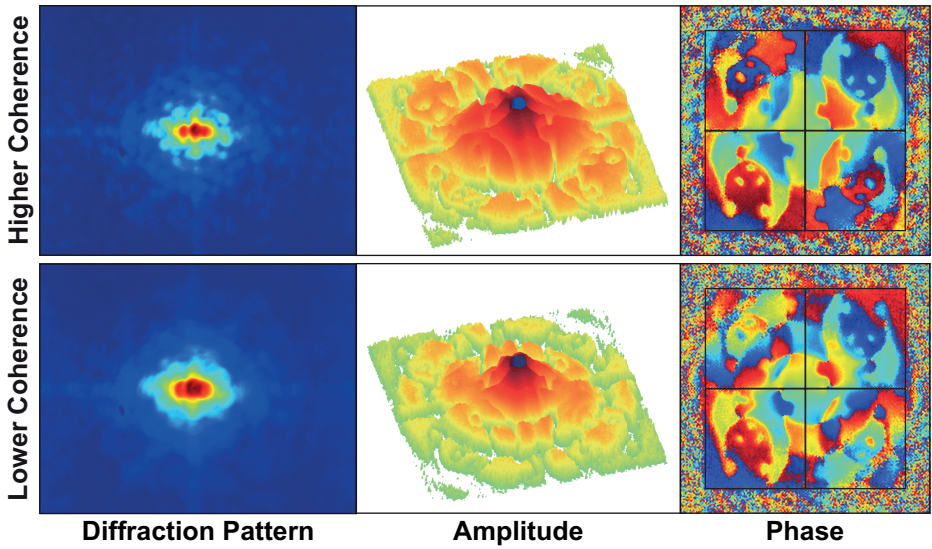 Higher Coherence
Lower Coherence
Diffraction Pattern
Amplitude
Phase